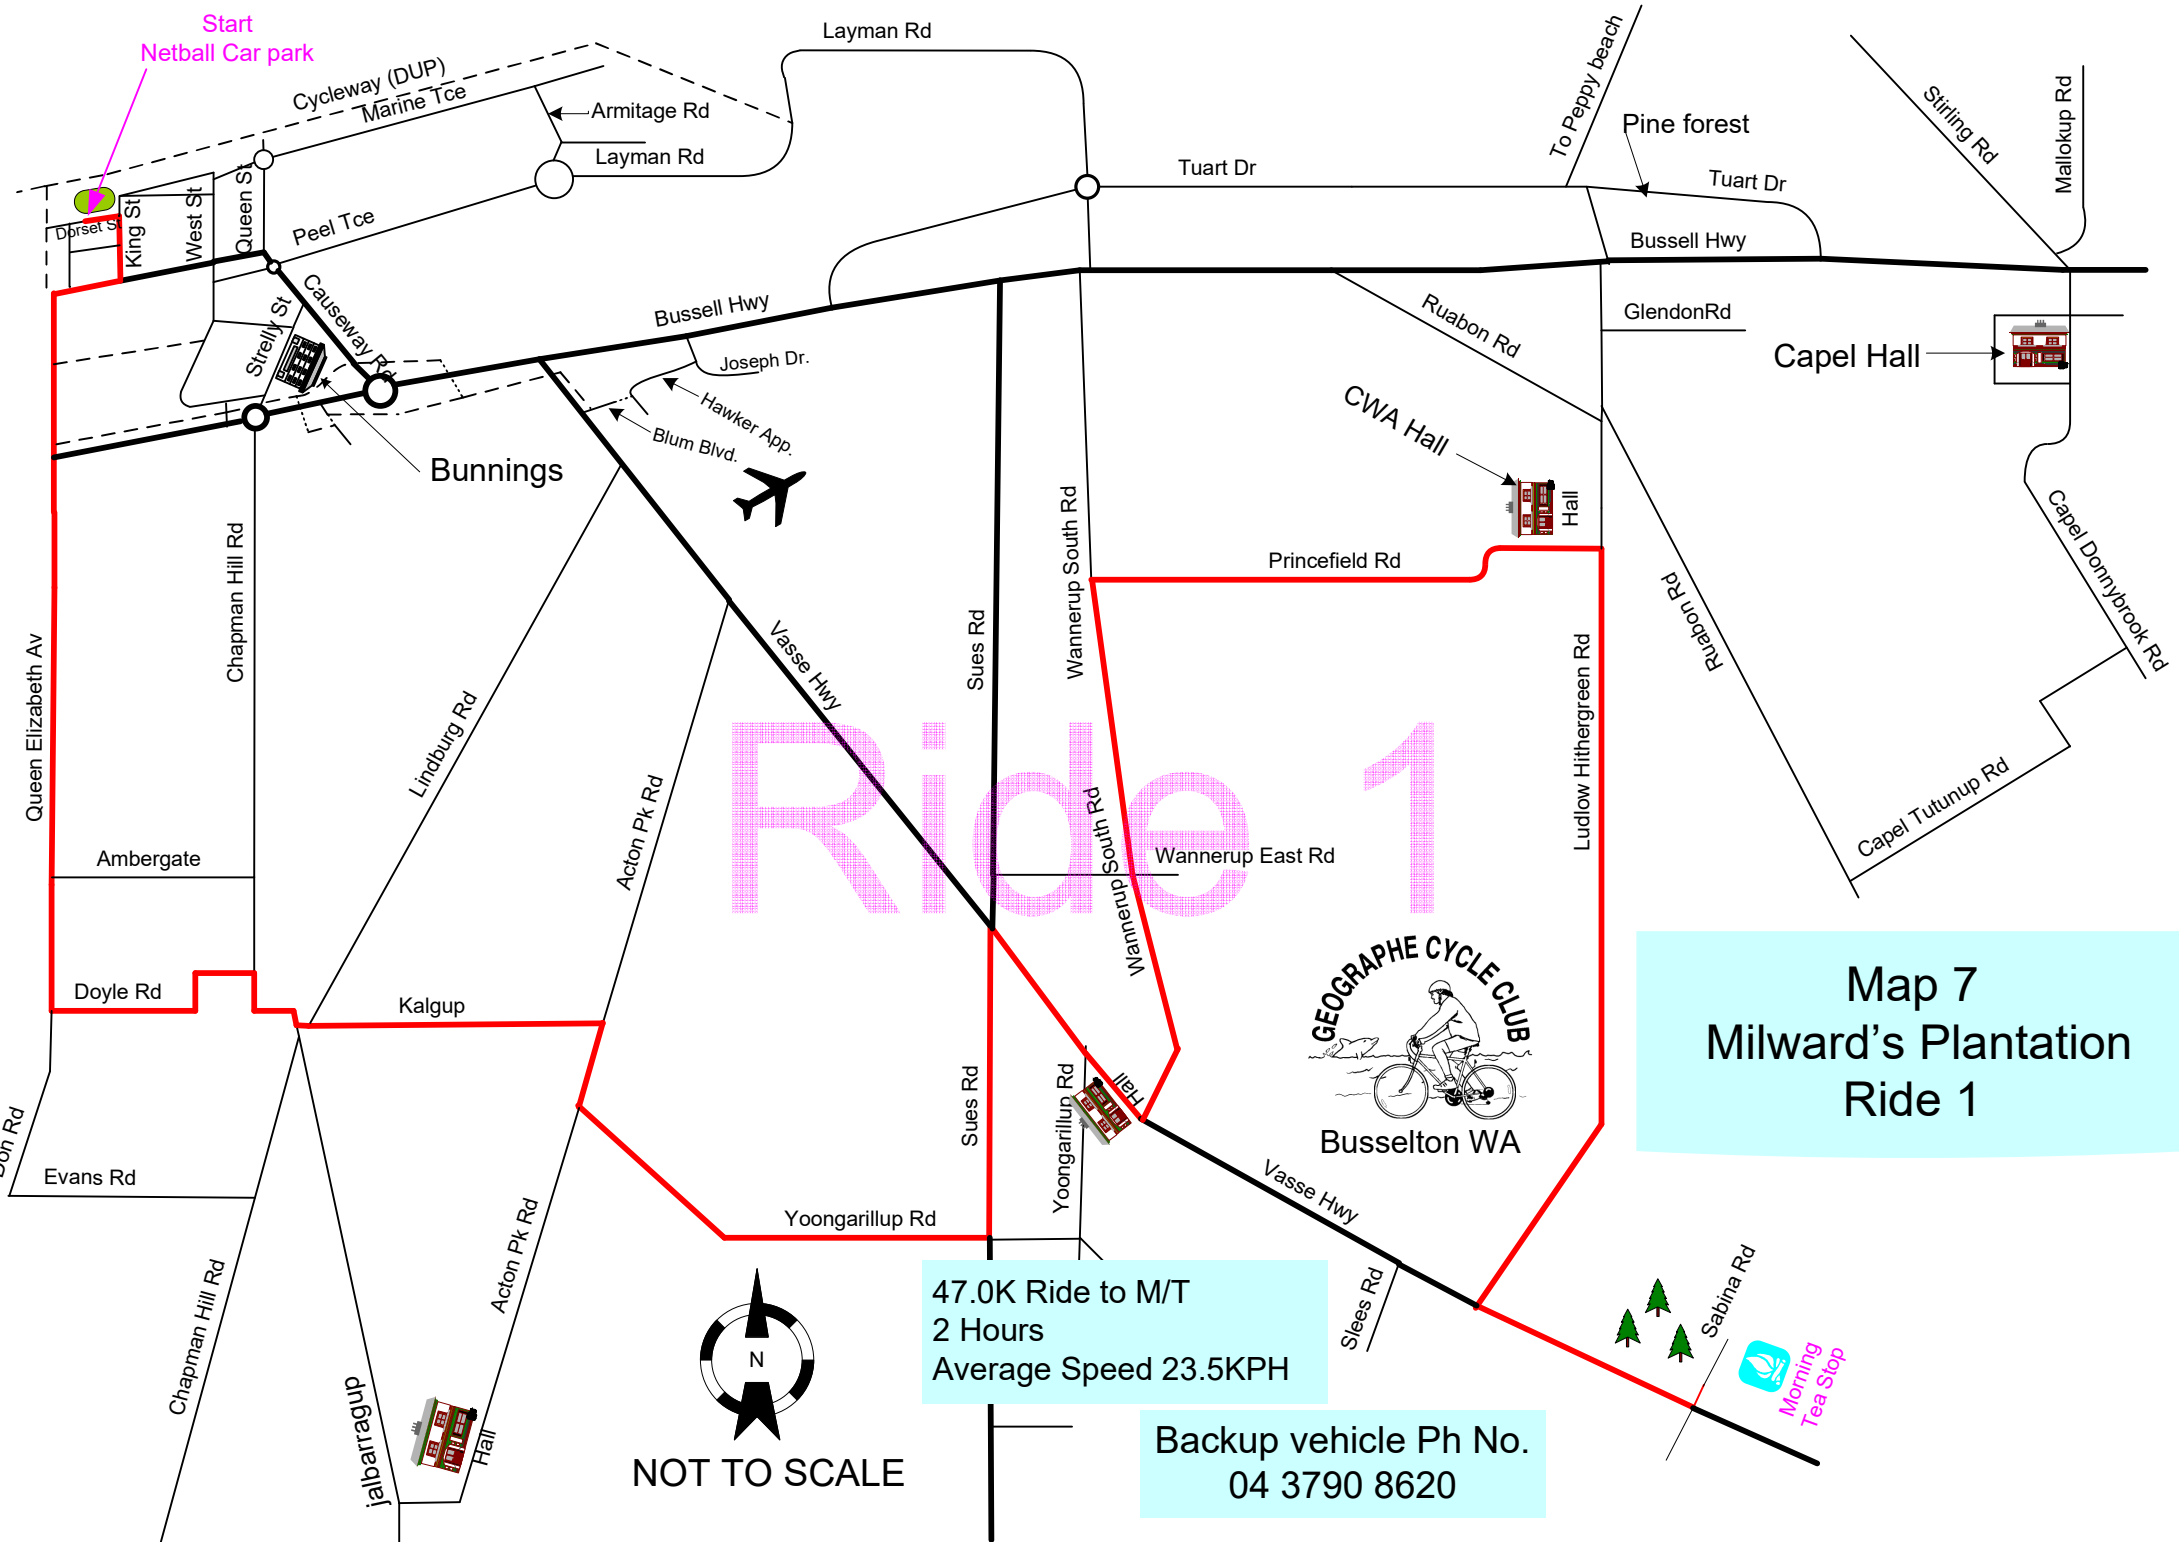 Start
Netball Car park
Cycleway (DUP)
Marine Tce
Armitage Rd
Layman Rd
Layman Rd
To Peppy beach
Pine forest
Stirling Rd
Mallokup Rd
Tuart Dr
Tuart Dr
Dorset St
King St
West St
Queen St
Peel Tce
Bussell Hwy
Bussell Hwy
Causeway Rd
Strelly St
Joseph Dr.
Hawker App.
Blum Blvd.
Bunnings
Ruabon Rd
GlendonRd
Capel Hall
CWA Hall
Hall
Capel Donnybrook Rd
Princefield Rd
Wannerup South Rd
Chapman Hill Rd
Queen Elizabeth Av
Lindburg Rd
Vasse Hwy
Sues Rd
Ruabon Rd
Ludlow Hithergreen Rd
Ride 1
Acton Pk Rd
Wannerup South Rd
Wannerup East Rd
Capel Tutunup Rd
Ambergate
Doyle Rd
Kalgup
GEOGRAPHE CYCLE CLUB
Busselton WA
Map 7
Milward’s Plantation
Ride 1
Don Rd
Evans Rd
Sues Rd
Yoongarillup Rd
Hall
Vasse Hwy
Yoongarillup Rd
Acton Pk Rd
Chapman Hill Rd
jalbarragup
Hall
N
NOT TO SCALE
47.0K Ride to M/T
2 Hours
Average Speed 23.5KPH
Slees Rd
Sabina Rd
Morning
Tea Stop
Backup vehicle Ph No.
04 3790 8620